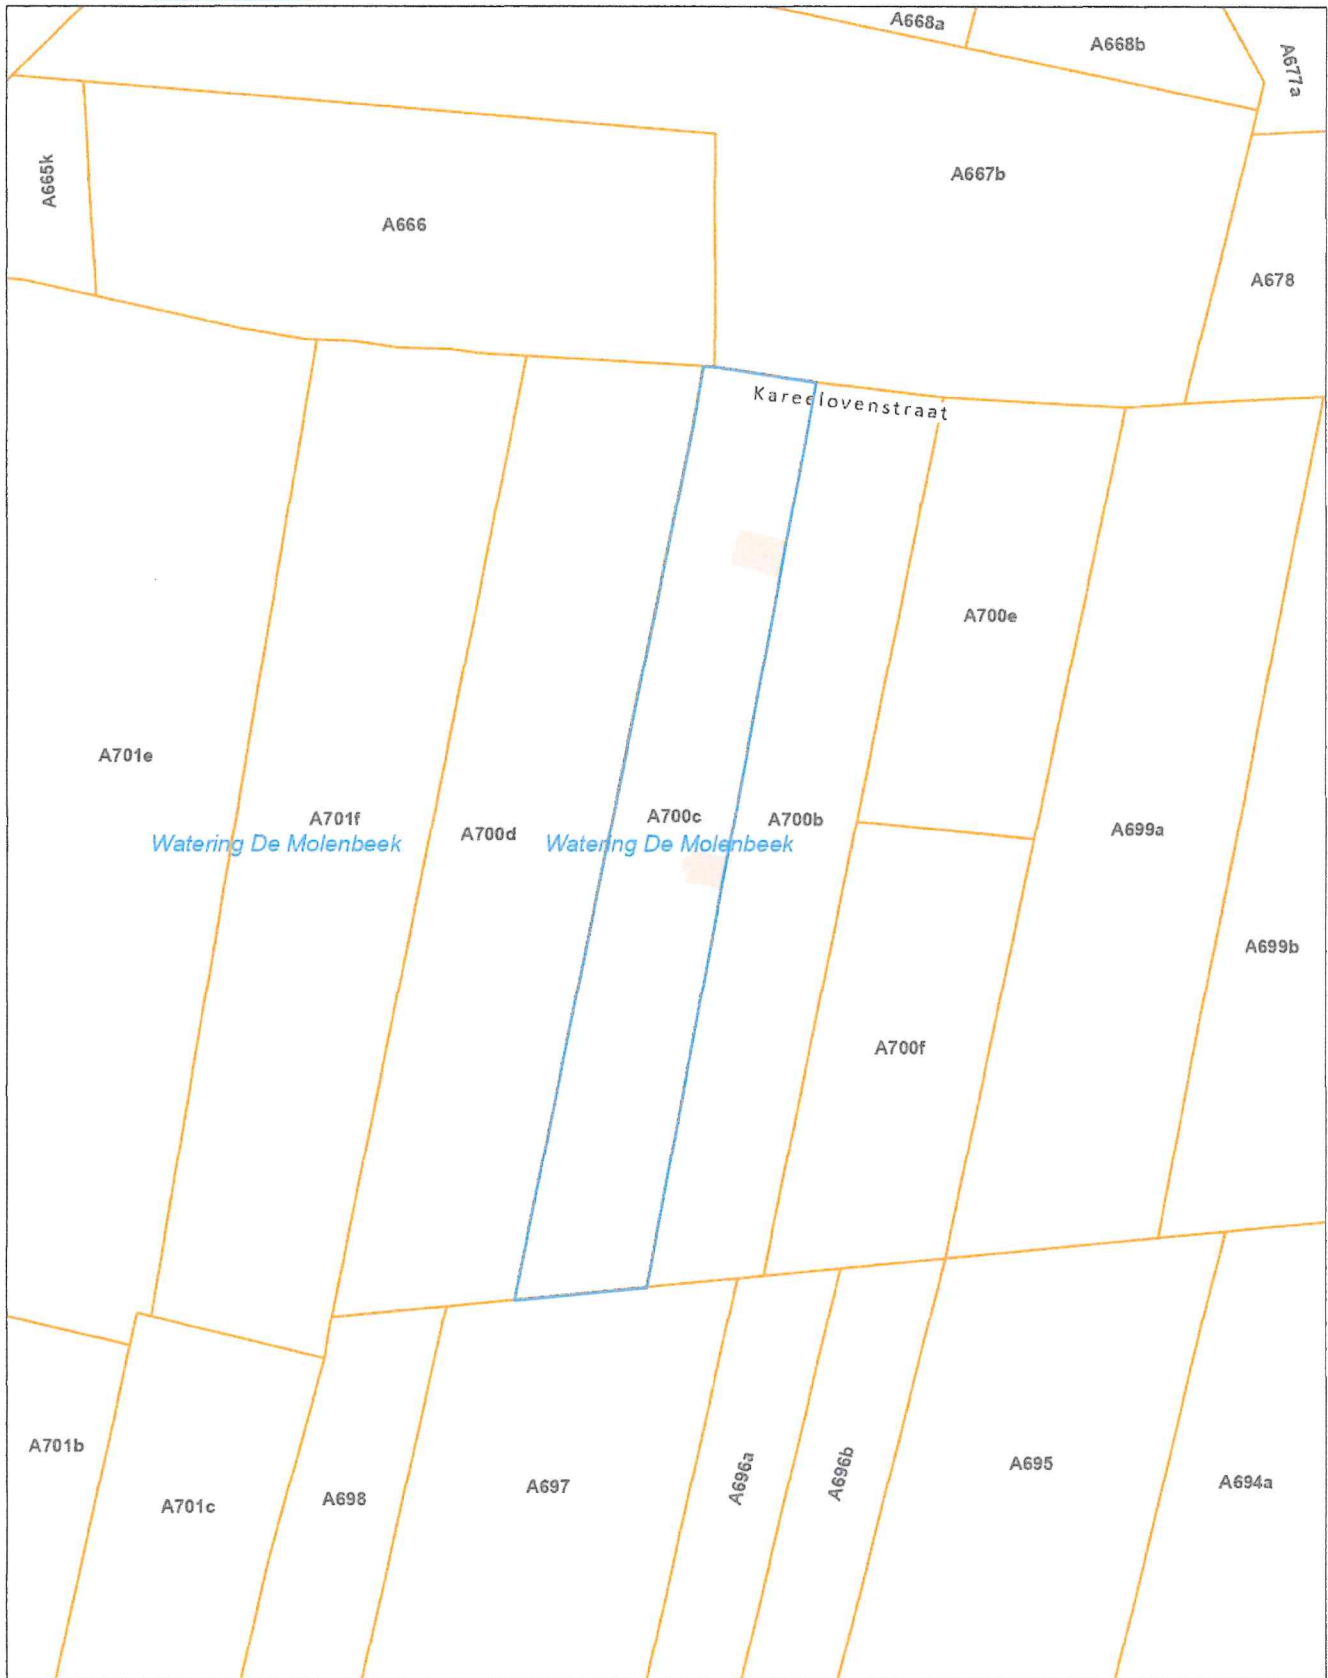 A668a
A668b
A677a
A665k
A667b
A666
A678
Kareelovenstraat
A700e
A701e
A701f
A700d
A700c
A700b
A699a
Watering De Molenbeek
Watering De Molenbeek
A699b
A700f
A701b
A701c
A698
A697
A696a
A696b
A695
A694a